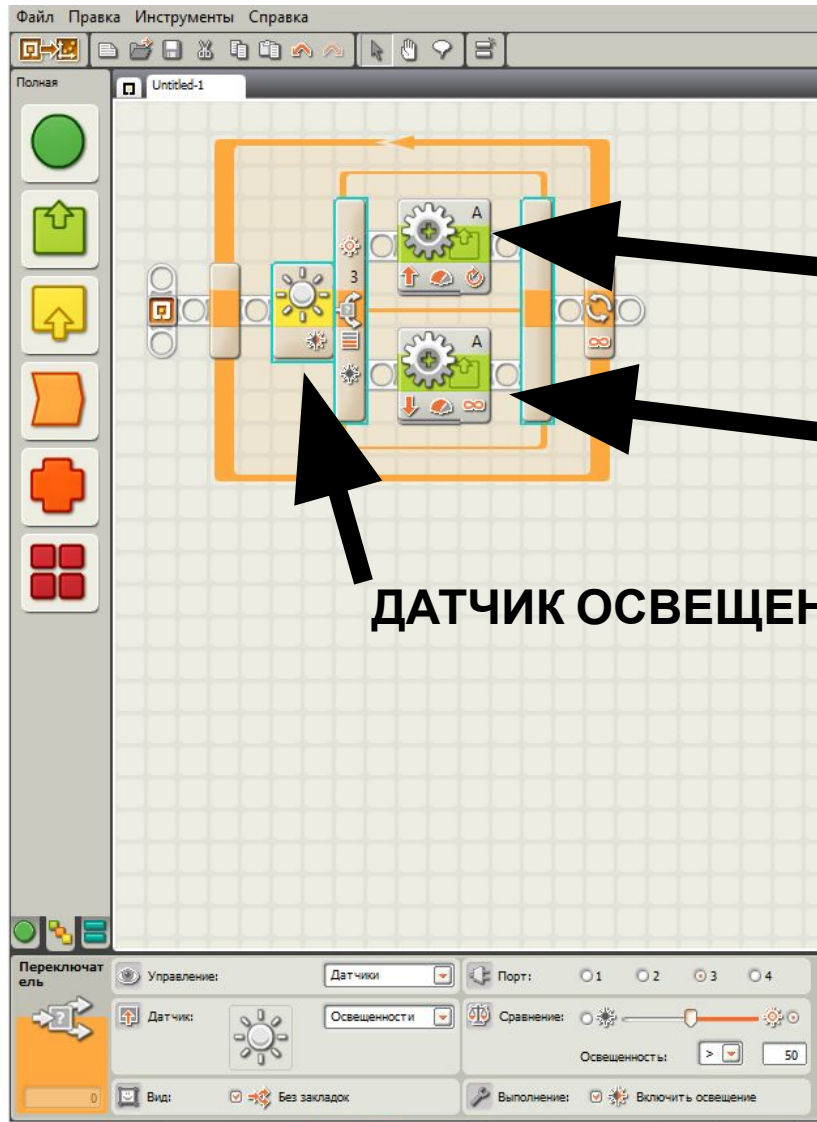 Файл Правка Инструменты Справка
Полная
Untitled-1
A
3
A
ДАТЧИК ОСВЕЩЕН
Переключат
ель
Управление: Датчики
Порт: 1 2 3 4
Датчик: Освещенности
Сравнение:
Освещенность: > 50
0
Вид: Без закладок
Выполнение: Включить освещение